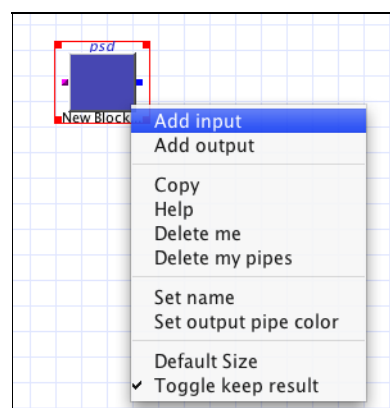 psd
New Block
Add input
Add output
Copy
Help
Delete me
Delete my pipes
Set name
Set output pipe color
Default Size
Toggle keep result